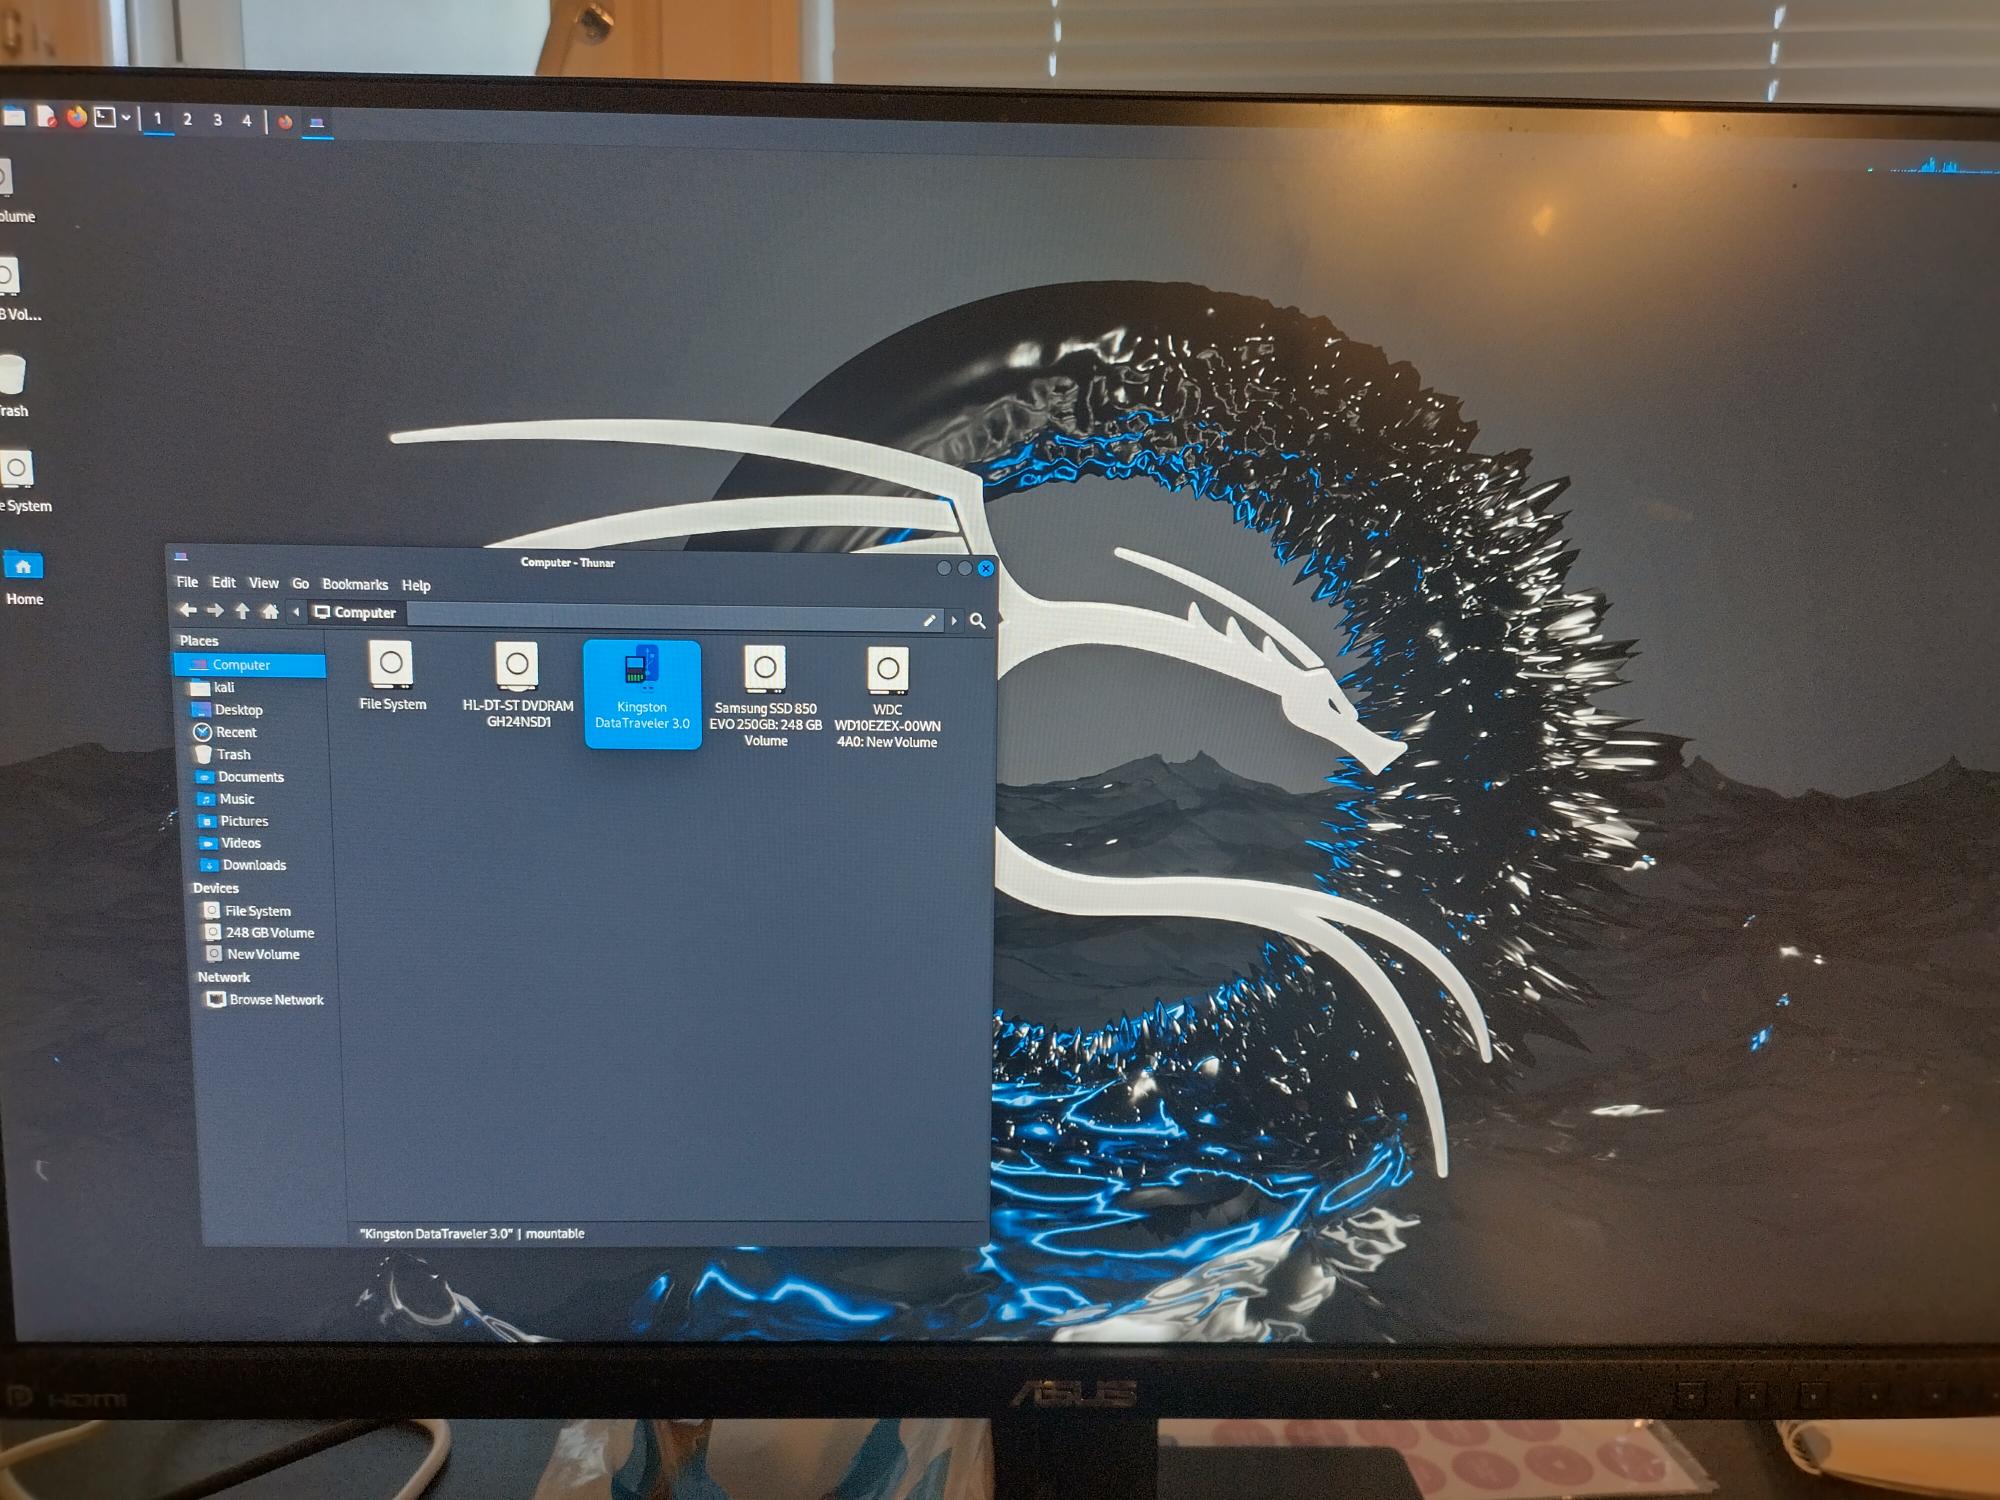 1 2 3 4
olume
B Vol...
rash
e System
Home
Computer - Thunar
File Edit View Go Bookmarks Help
Computer
Places
Computer
kali
Desktop
Recent
Trash
Documents
Music
Pictures
Videos
Downloads
Devices
File System
248 GB Volume
New Volume
Network
Browse Network
File System
HL-DT-ST DVDRAM
GH24NSD1
Kingston
DataTraveler 3.0
Samsung SSD 850
EVO 250GB: 248 GB
Volume
WDC
WD10EZEX-00WN
4A0: New Volume
"Kingston DataTraveler 3.0" | mountable
HDMI
ASUS